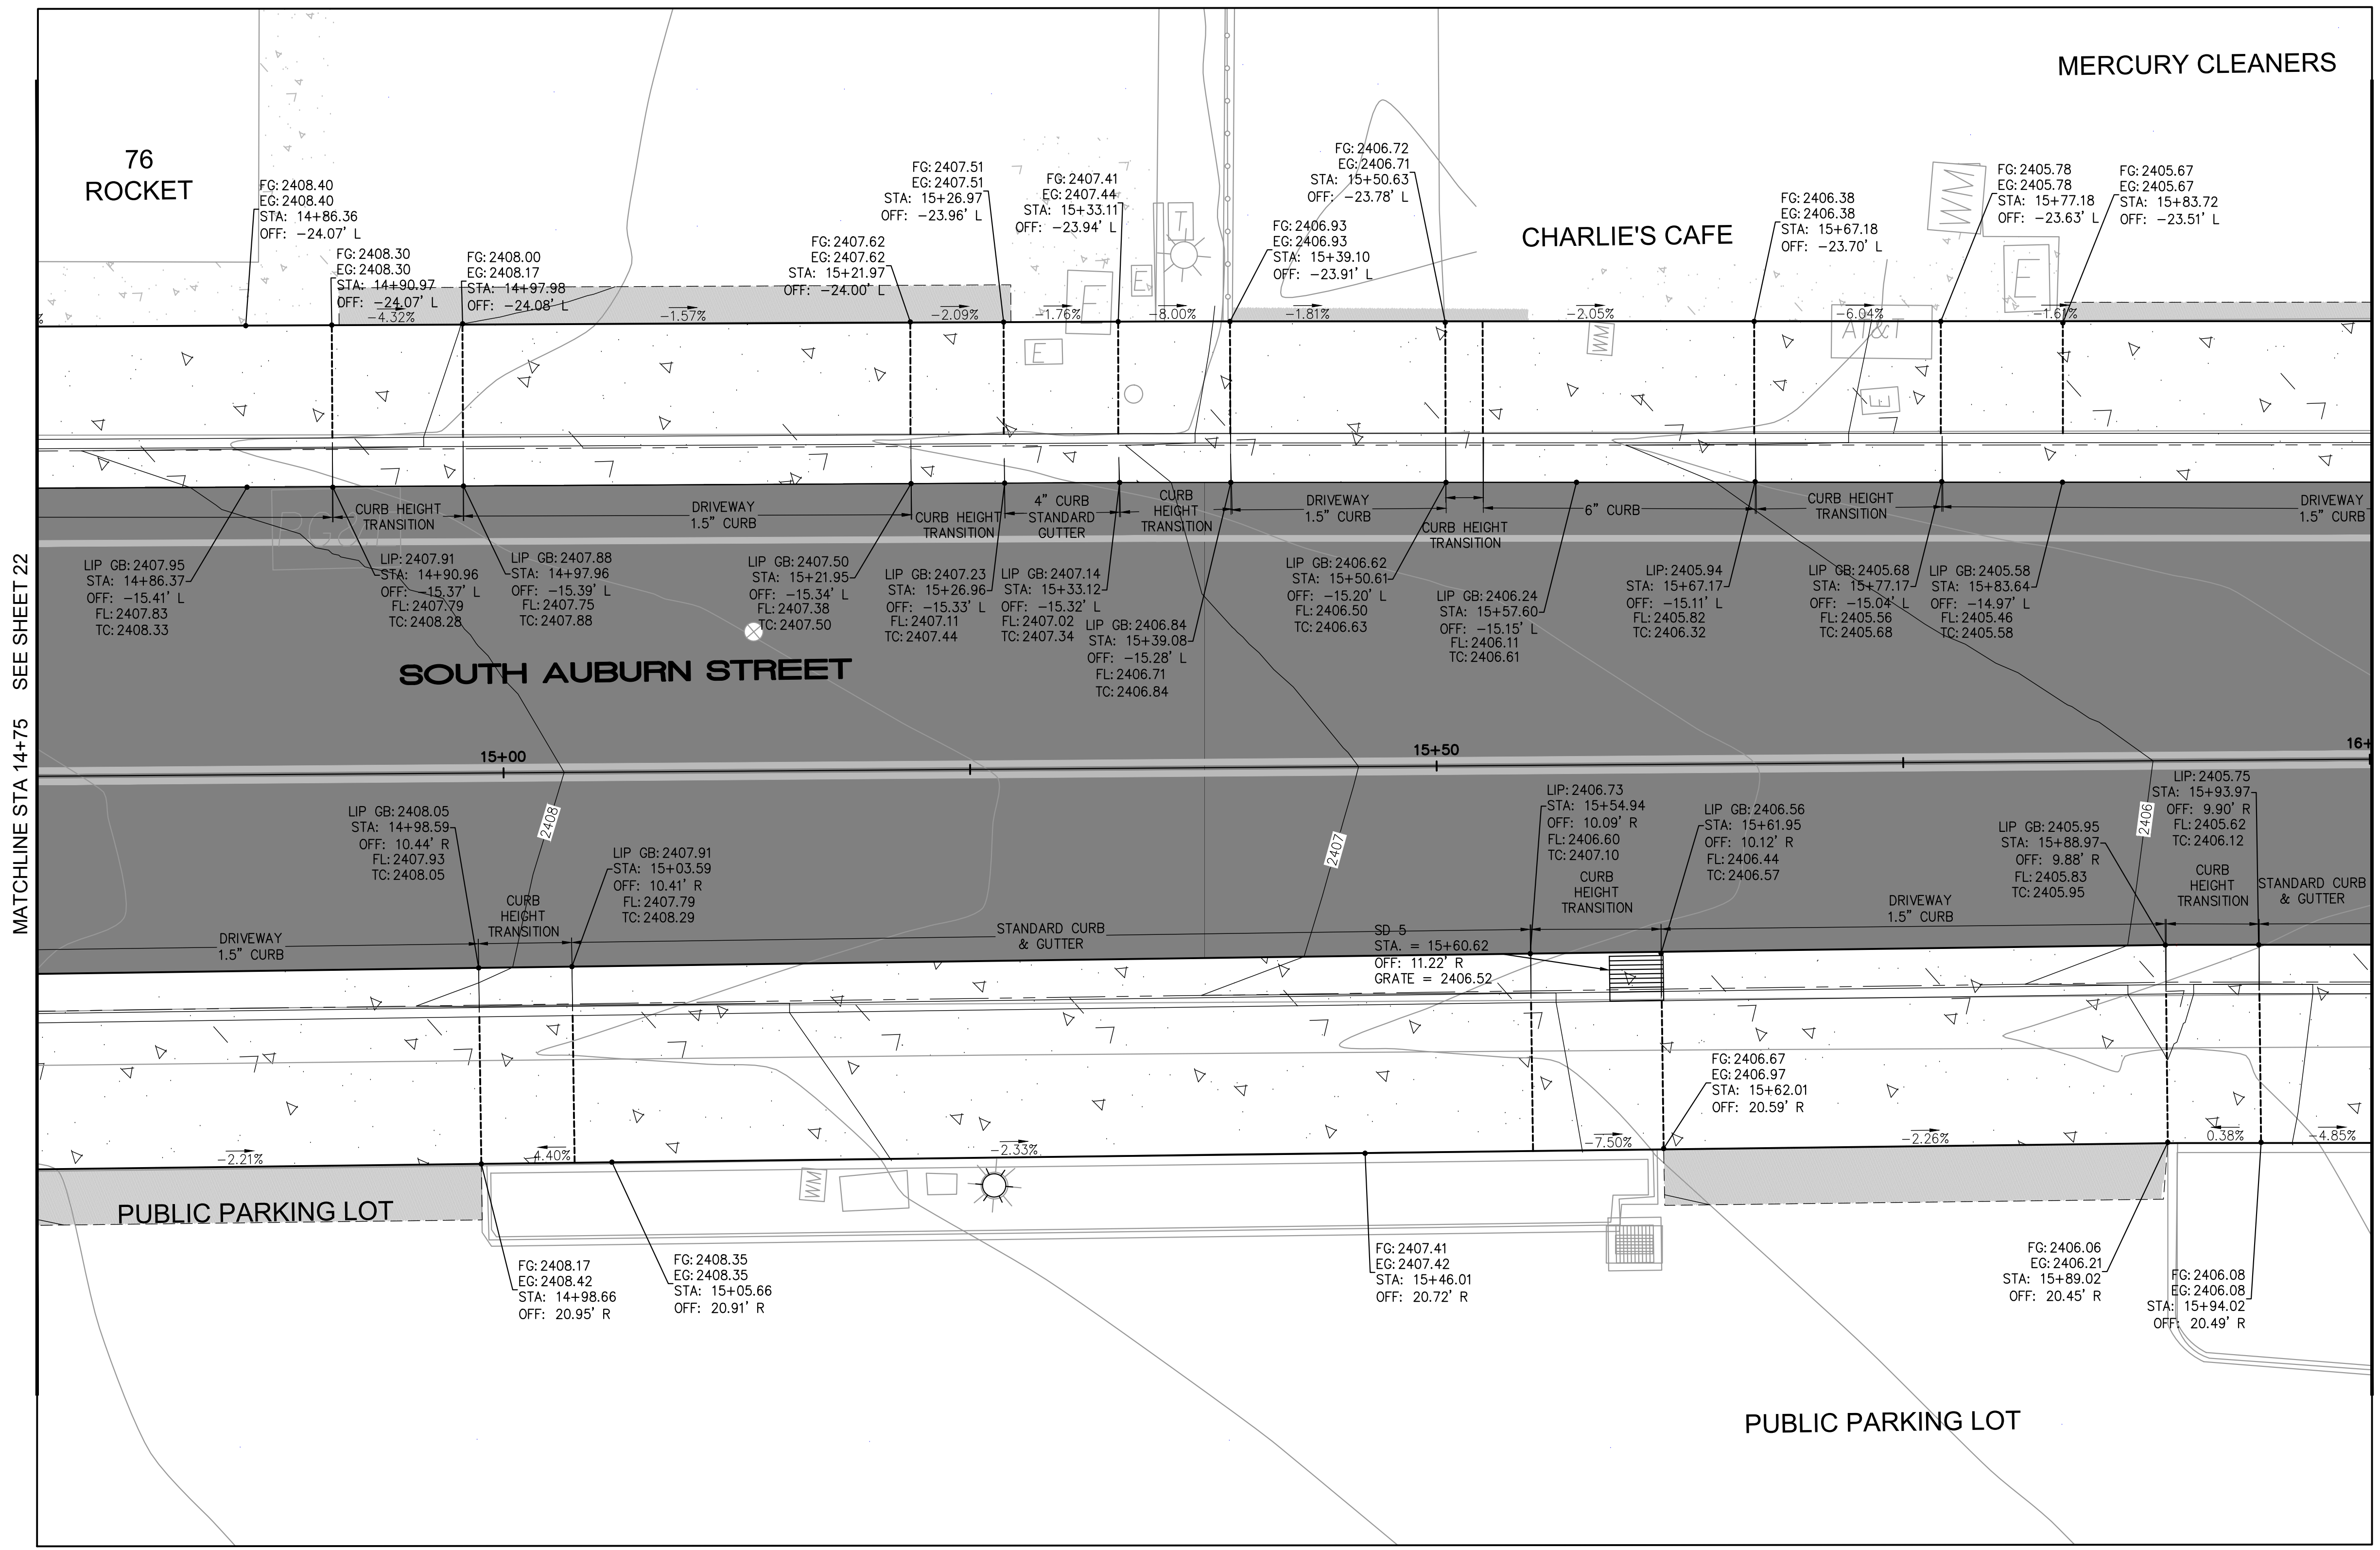 MERCURY CLEANERS
76
ROCKET
CHARLIE'S CAFE
FG: 2408.40
EG: 2408.40
STA: 14+86.36
OFF: -24.07' L
FG: 2408.30
EG: 2408.30
STA: 14+90.97
OFF: -24.07' L
FG: 2408.00
EG: 2408.17
STA: 14+97.98
OFF: -24.08' L
FG: 2407.62
EG: 2407.62
STA: 15+21.97
OFF: -24.00' L
FG: 2407.51
EG: 2407.51
STA: 15+26.97
OFF: -23.96' L
FG: 2407.41
EG: 2407.44
STA: 15+33.11
OFF: -23.94' L
FG: 2406.93
EG: 2406.93
STA: 15+39.10
OFF: -23.91' L
FG: 2406.72
EG: 2406.71
STA: 15+50.63
OFF: -23.78' L
FG: 2406.38
EG: 2406.38
STA: 15+67.18
OFF: -23.70' L
FG: 2405.78
EG: 2405.78
STA: 15+77.18
OFF: -23.63' L
FG: 2405.67
EG: 2405.67
STA: 15+83.72
OFF: -23.51' L
%
-4.32%
-1.57%
-2.09%
-1.76%
-8.00%
-1.81%
-2.05%
-6.04%
T
E
E
E
W
AT&T
W
E
E
PG&E
CURB HEIGHT
TRANSITION
DRIVEWAY
1.5" CURB
CURB HEIGHT
TRANSITION
4" CURB
STANDARD
GUTTER
CURB
HEIGHT
TRANSITION
DRIVEWAY
1.5" CURB
CURB HEIGHT
TRANSITION
6" CURB
CURB HEIGHT
TRANSITION
DRIVEWAY
1.5" CURB
LIP GB: 2407.95
STA: 14+86.37
OFF: -15.41' L
FL: 2407.83
TC: 2408.33
LIP: 2407.91
STA: 14+90.96
OFF: -15.37' L
FL: 2407.79
TC: 2408.28
LIP GB: 2407.88
STA: 14+97.96
OFF: -15.39' L
FL: 2407.75
TC: 2407.88
LIP GB: 2407.50
STA: 15+21.95
OFF: -15.34' L
FL: 2407.38
TC: 2407.50
LIP GB: 2407.23
STA: 15+26.96
OFF: -15.33' L
FL: 2407.11
TC: 2407.44
LIP GB: 2407.14
STA: 15+33.12
OFF: -15.32' L
FL: 2407.02
TC: 2407.34
LIP GB: 2406.84
STA: 15+39.08
OFF: -15.28' L
FL: 2406.71
TC: 2406.84
LIP GB: 2406.62
STA: 15+50.61
OFF: -15.20' L
FL: 2406.50
TC: 2406.63
LIP GB: 2406.24
STA: 15+57.60
OFF: -15.15' L
FL: 2406.11
TC: 2406.61
LIP: 2405.94
STA: 15+67.17
OFF: -15.11' L
FL: 2405.82
TC: 2406.32
LIP GB: 2405.68
STA: 15+77.17
OFF: -15.04' L
FL: 2405.56
TC: 2405.68
LIP GB: 2405.58
STA: 15+83.64
OFF: -14.97' L
FL: 2405.46
TC: 2405.58
MATCHLINE STA 14+75 SEE SHEET 22
SOUTH AUBURN STREET
15+00
15+50
16+
2408
2407
2406
LIP GB: 2408.05
STA: 14+98.59
OFF: 10.44' R
FL: 2407.93
TC: 2408.05
LIP GB: 2407.91
STA: 15+03.59
OFF: 10.41' R
FL: 2407.79
TC: 2408.29
LIP: 2406.73
STA: 15+54.94
OFF: 10.09' R
FL: 2406.60
TC: 2407.10
LIP GB: 2406.56
STA: 15+61.95
OFF: 10.12' R
FL: 2406.44
TC: 2406.57
LIP GB: 2405.95
STA: 15+88.97
OFF: 9.88' R
FL: 2405.83
TC: 2405.95
LIP: 2405.75
STA: 15+93.97
OFF: 9.90' R
FL: 2405.62
TC: 2406.12
DRIVEWAY
1.5" CURB
CURB
HEIGHT
TRANSITION
STANDARD CURB
& GUTTER
CURB
HEIGHT
TRANSITION
DRIVEWAY
1.5" CURB
CURB
HEIGHT
TRANSITION
STANDARD CURB
& GUTTER
SD 5
STA. = 15+60.62
OFF: 11.22' R
GRATE = 2406.52
FG: 2406.67
EG: 2406.97
STA: 15+62.01
OFF: 20.59' R
-2.21%
4.40%
-2.33%
-7.50%
-2.26%
0.38%
-4.85%
W
PUBLIC PARKING LOT
FG: 2408.17
EG: 2408.42
STA: 14+98.66
OFF: 20.95' R
FG: 2408.35
EG: 2408.35
STA: 15+05.66
OFF: 20.91' R
FG: 2407.41
EG: 2407.42
STA: 15+46.01
OFF: 20.72' R
FG: 2406.06
EG: 2406.21
STA: 15+89.02
OFF: 20.45' R
FG: 2406.08
EG: 2406.08
STA: 15+94.02
OFF: 20.49' R
PUBLIC PARKING LOT